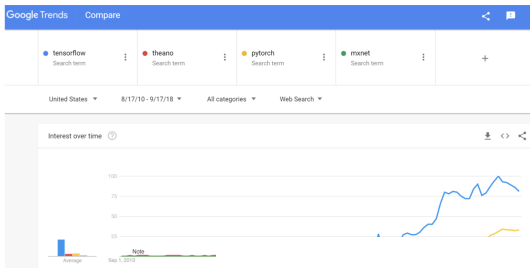 Google Trends Compare
tensorflow
Search term
theano
Search term
pytorch
Search term
mxnet
Search term
+
United States 8/17/10 - 9/17/18 All categories Web Search
Interest over time
100
75
50
25
Average
Note
Sep 1, 2010